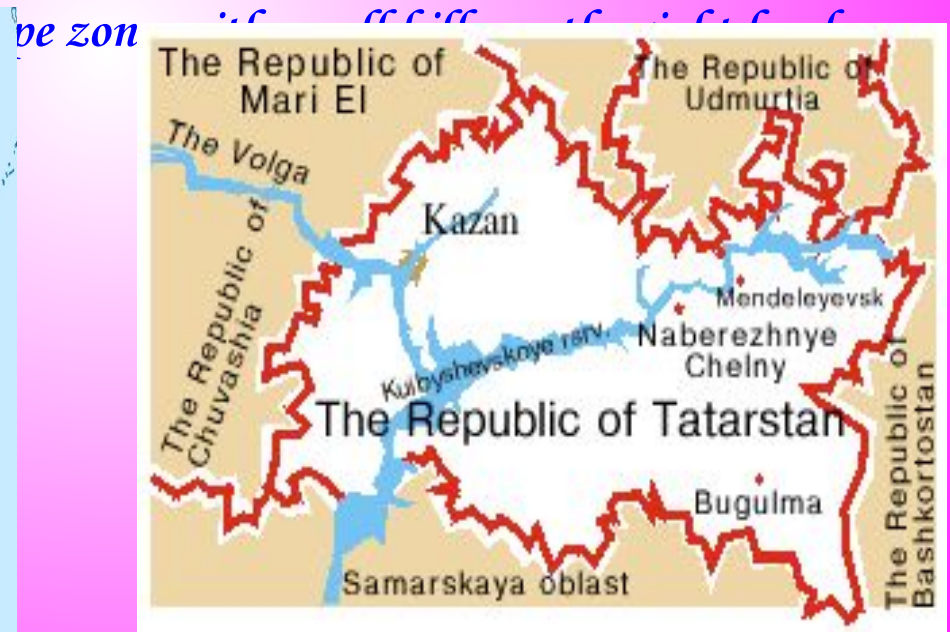 The Republic of
Mari El
The Republic of
Udmurtia
The Volga
Kazan
The Republic of
Chuvashia
Mendeleyevsk
Naberezhnye
Chelny
Kuibyshevskoye rsrv.
The Republic of Tatarstan
Bugulma
The Republic of
Bashkortostan
Samarskaya oblast